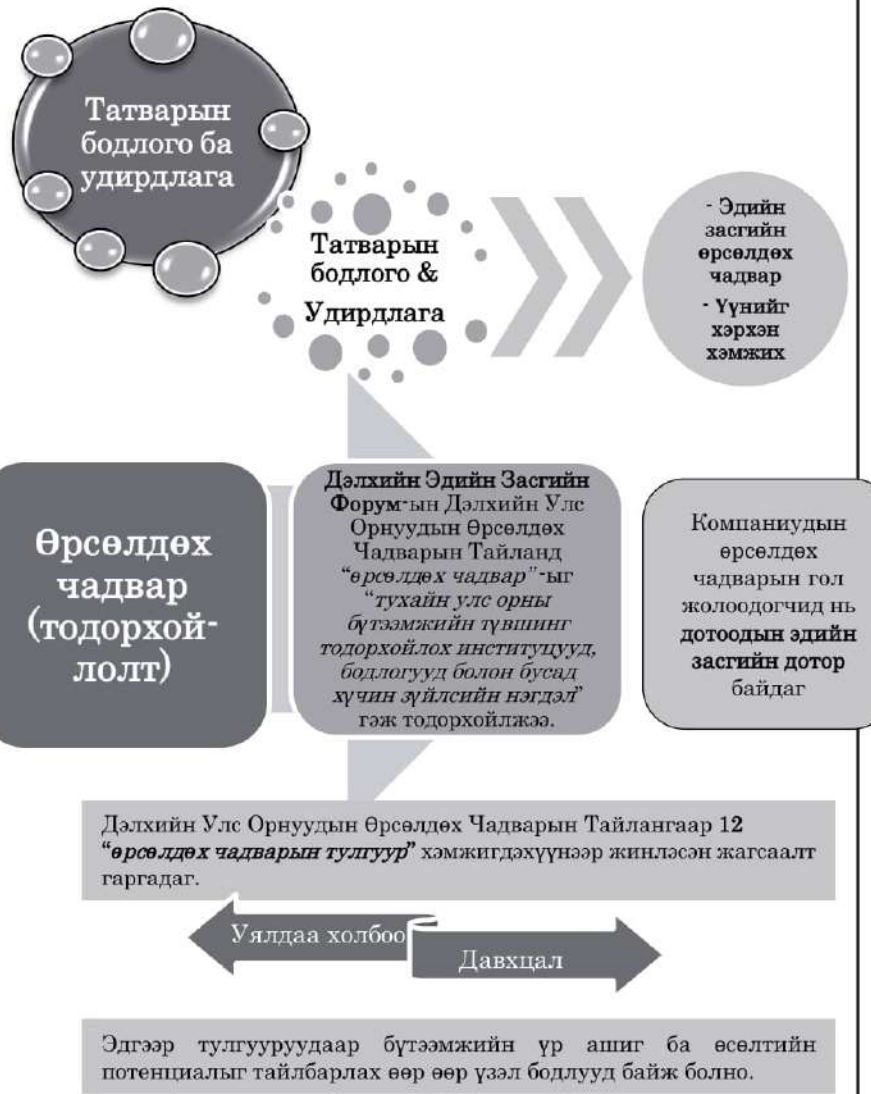 Татварын
бодлого ба
удирдлага
Татварын
бодлого &
Удирдлага
- Эдийн
засгийн
өрсөлдөх
чадвар
- Үүнийг
хэрхэн
хэмжих
Өрсөлдөх
чадвар
(тодорхой-
лолт)
Дэлхийн Эдийн Засгийн
Форум-ын Дэлхийн Улс
Орнуудын Өрсөлдөх
Чадварын Тайланд
"өрсөлдөх чадвар"-ыг
"тухайн улс орны
бүтээмжийн түвшинг
тодорхойлох институцууд,
бодлогууд болон бусад
хүчин зүйлсийн нэгдэл"
гэж тодорхойлжээ.
Компаниудын
өрсөлдөх
чадварын гол
жолоодогчид нь
дотоодын эдийн
засгийн дотор
байдаг
Дэлхийн Улс Орнуудын Өрсөлдөх Чадварын Тайлангаар 12
"өрсөлдөх чадварын тулгуур" хэмжигдэхүүнээр жинлэсэн жагсаалт
гаргадаг.
Уялдаа холбоо
Давхцал
Эдгээр тулгууруудаар бүтээмжийн үр ашиг ба өсөлтийн
потенциалыг тайлбарлах өөр өөр үзэл бодлууд байж болно.